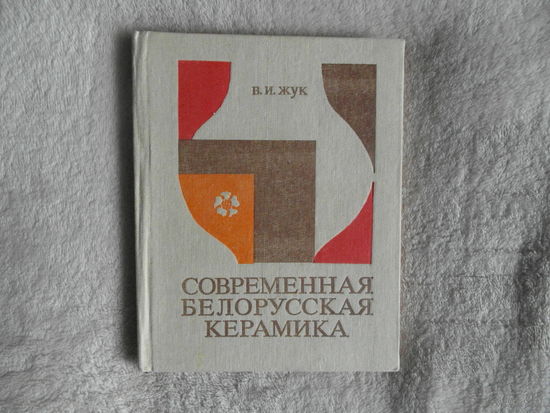 В. И. ЖУК
СОВРЕМЕННАЯ
БЕЛОРУССКАЯ
КЕРАМИКА